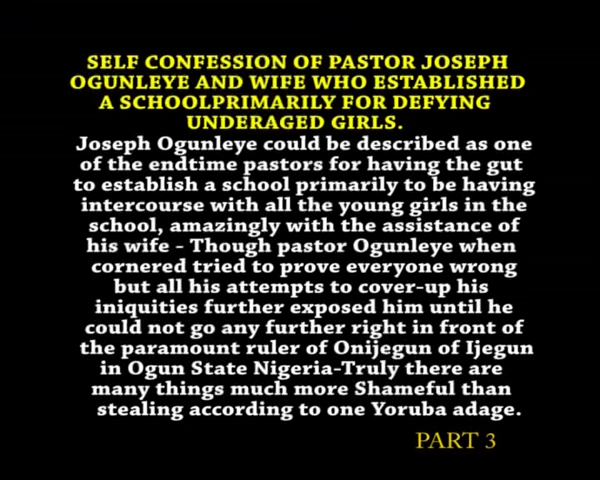 SELF CONFESSION OF PASTOR JOSEPH
OGUNLEYE AND WIFE WHO ESTABLISHED
A SCHOOLPRIMARILY FOR DEFYING
UNDERAGED GIRLS.
Joseph Ogunleye could be described as one
of the endtime pastors for having the gut
to establish a school primarily to be having
intercourse with all the young girls in the
school, amazingly with the assistance of
his wife - Though pastor Ogunleye when
cornered tried to prove everyone wrong
but all his attempts to cover-up his
iniquities further exposed him until he
could not go any further right in front of
the paramount ruler of Onijegun of Ijegun
in Ogun State Nigeria-Truly there are
many things much more Shameful than
stealing according to one Yoruba adage.
PART 3